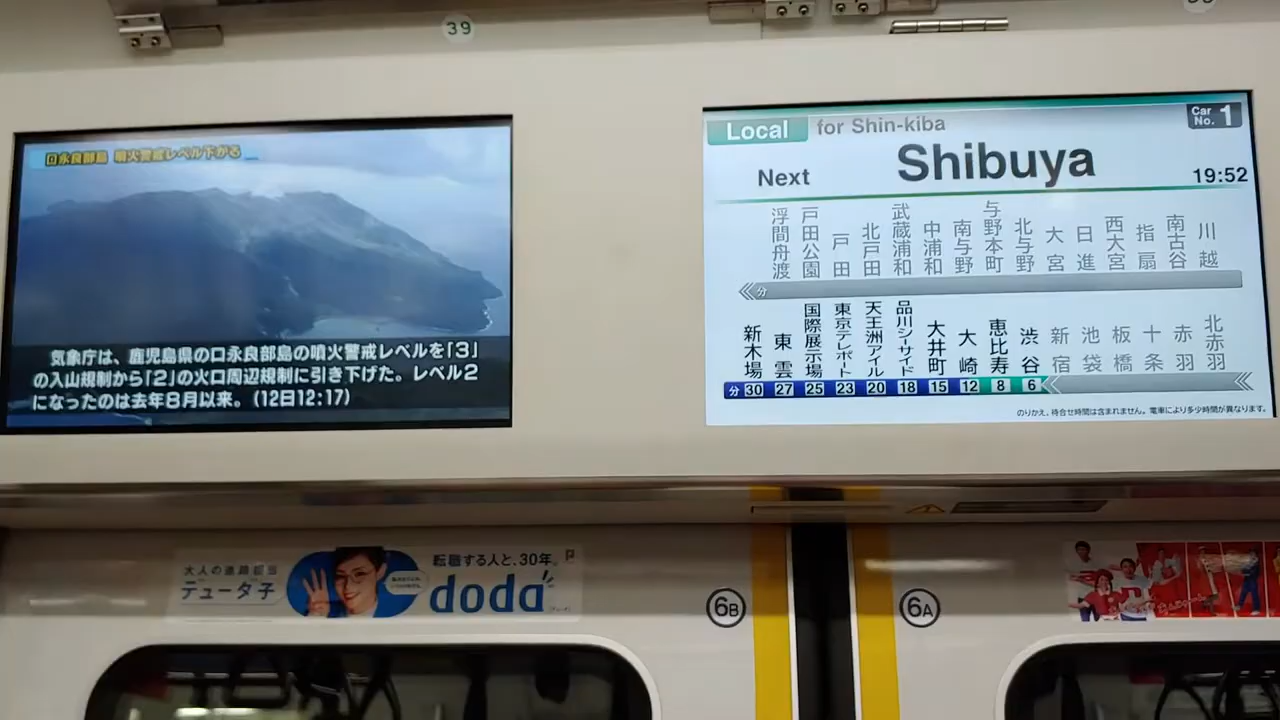 39
口永良部島 噴火警戒レベル下がる
気象庁は、鹿児島県の口永良部島の噴火警戒レベルを「3」
の入山規制から「2」の火口周辺規制に引き下げた。レベル2
になったのは去年8月以来。(12日12:17)
Local for Shin-kiba
Car No. 1
Next Shibuya 19:52
浮間舟渡 戸田公園 戸田 北戸田 武蔵浦和 中浦和 南与野 与野本町 北与野 大宮 日進 西大宮 指扇 南古谷 川越
分
新木場 東雲 国際展示場 東京テレポート 天王洲アイル 品川シーサイド 大井町 大崎 恵比寿 渋谷 新宿 池袋 板橋 十条 赤羽 北赤羽
分 30 27 25 23 20 18 15 12 8 6
のりかえ、待合せ時間は含まれません。電車により多少時間が異なります。
大人の進路担当
デューダ子
転職する人と、30年。
doda
6B
6A